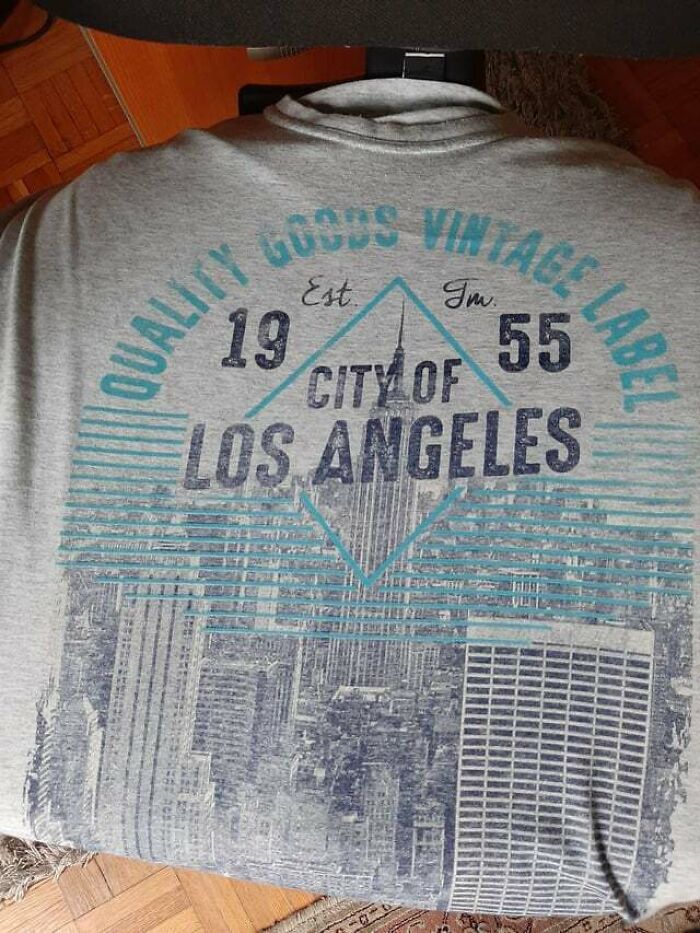 QUALITY GOODS VINTAGE LABEL
Est. Tm.
19 55
CITY OF
LOS ANGELES